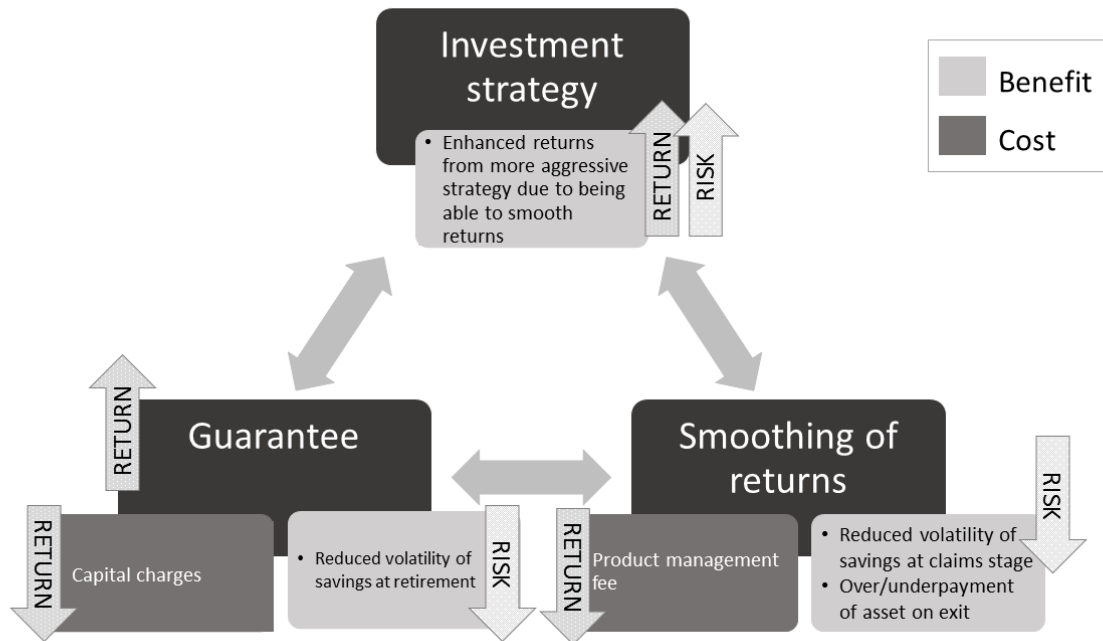 Investment
strategy
• Enhanced returns
from more aggressive
strategy due to being
able to smooth
returns
RETURN
RISK
Benefit
Cost
RETURN
Guarantee
RETURN
Capital charges
• Reduced volatility of
savings at retirement
RISK
Smoothing of
returns
RETURN
Product management
fee
• Reduced volatility of
savings at claims stage
• Over/underpayment
of asset on exit
RISK